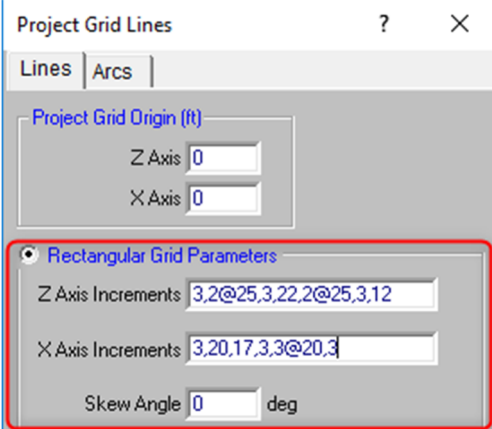 Project Grid Lines ? ×
Lines Arcs
Project Grid Origin (ft)
Z Axis 0
X Axis 0
Rectangular Grid Parameters
Z Axis Increments 3,2@25,3,22,2@25,3,12
X Axis Increments 3,20,17,3,3@20,3
Skew Angle 0 deg